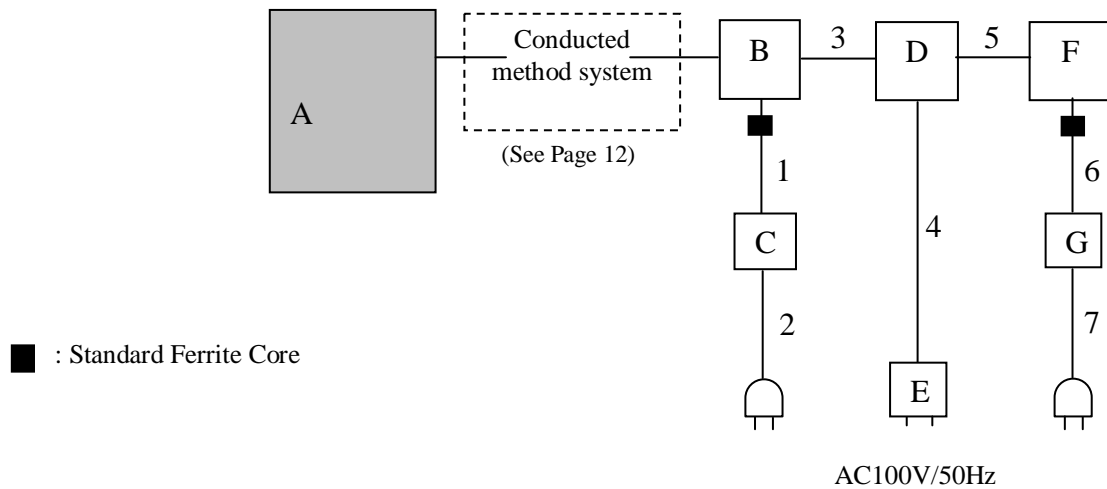 A
Conducted
method system
(See Page 12)
B
3
D
5
F
1
6
C
4
G
2
7
E
: Standard Ferrite Core
AC100V/50Hz